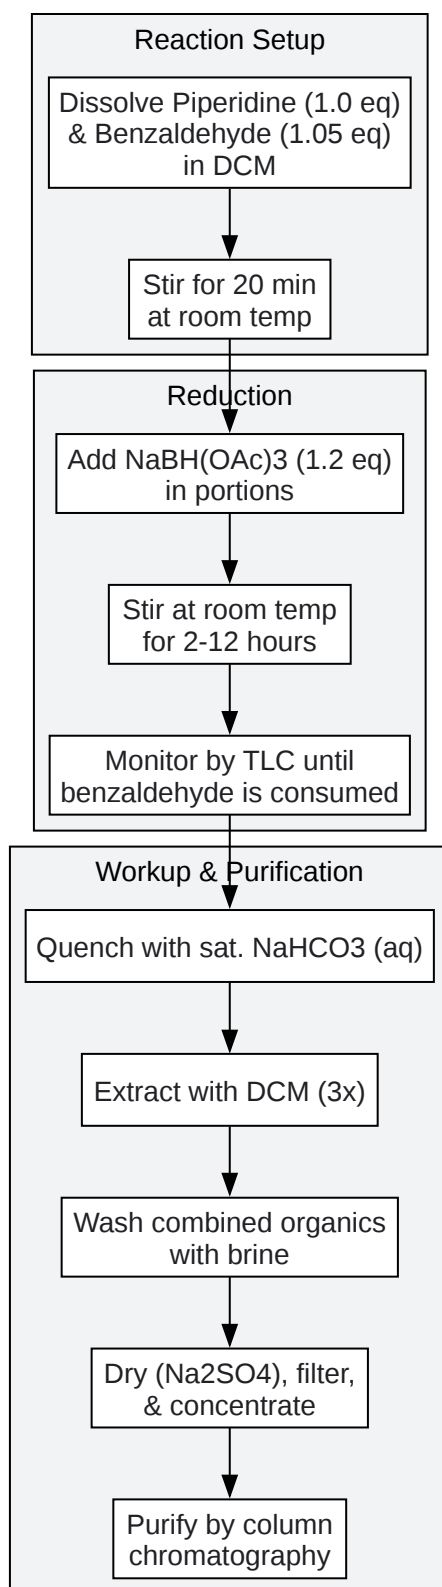 Reaction Setup
Dissolve Piperidine (1.0 eq)
& Benzaldehyde (1.05 eq)
in DCM
Stir for 20 min
at room temp
Reduction
Add NaBH(OAc)3 (1.2 eq)
in portions
Stir at room temp
for 2-12 hours
Monitor by TLC until
benzaldehyde is consumed
Workup & Purification
Quench with sat. NaHCO3 (aq)
Extract with DCM (3x)
Wash combined organics
with brine
Dry (Na2SO4), filter,
& concentrate
Purify by column
chromatography